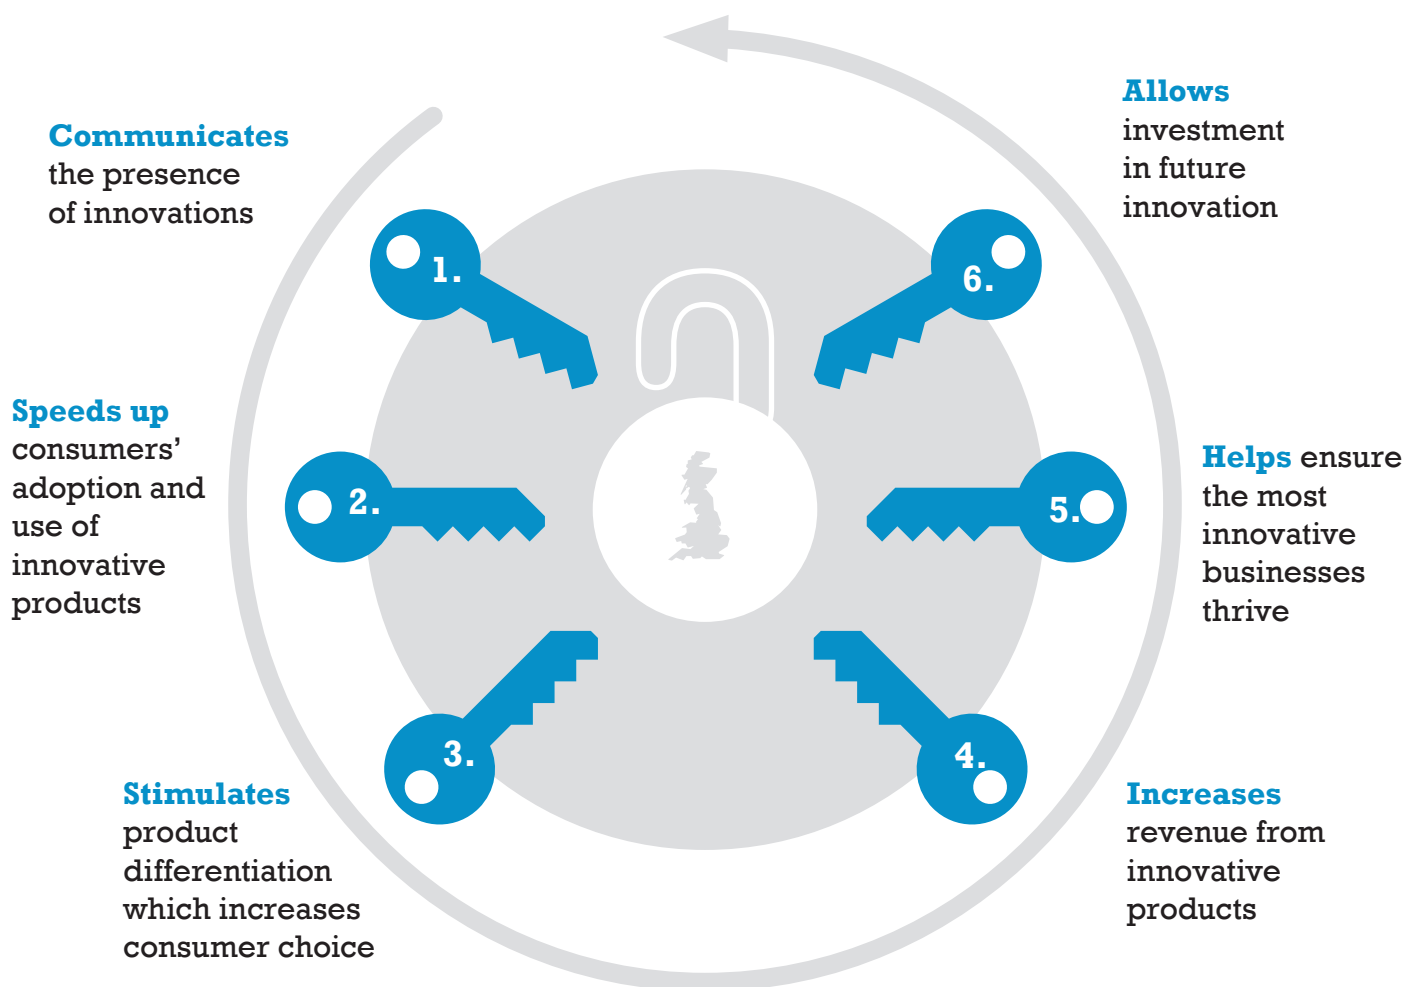 Communicates
the presence
of innovations
1.
Speeds up
consumers’
adoption and
use of
innovative
products
2.
Stimulates
product
differentiation
which increases
consumer choice
3.
Increases
revenue from
innovative
products
4.
Helps ensure
the most
innovative
businesses
thrive
5.
Allows
investment
in future
innovation
6.